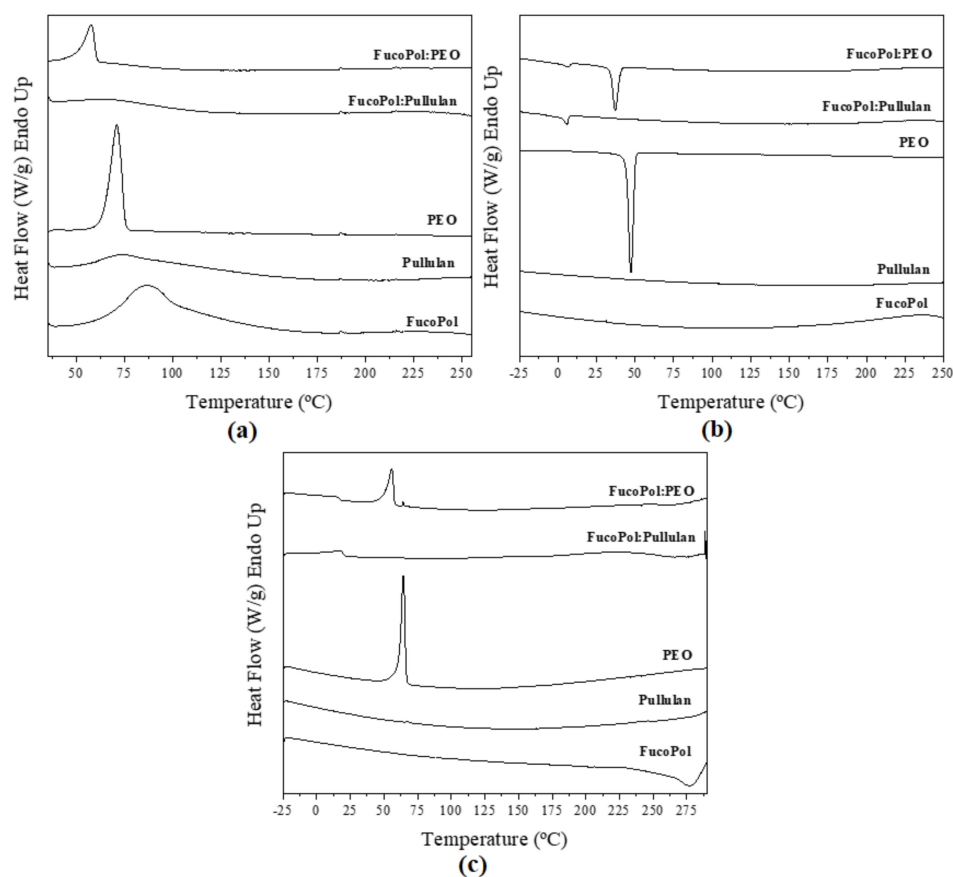 Heat Flow (W/g) Endo Up
FucoPol:PEO
FucoPol:Pullulan
PEO
Pullulan
FucoPol
50 75 100 125 150 175 200 225 250
Temperature (ºC)
(a)
Heat Flow (W/g) Endo Up
FucoPol:PEO
FucoPol:Pullulan
PEO
Pullulan
FucoPol
-25 0 25 50 75 100 125 150 175 200 225 250
Temperature (ºC)
(b)
Heat Flow (W/g) Endo Up
FucoPol:PEO
FucoPol:Pullulan
PEO
Pullulan
FucoPol
-25 0 25 50 75 100 125 150 175 200 225 250 275
Temperature (ºC)
(c)